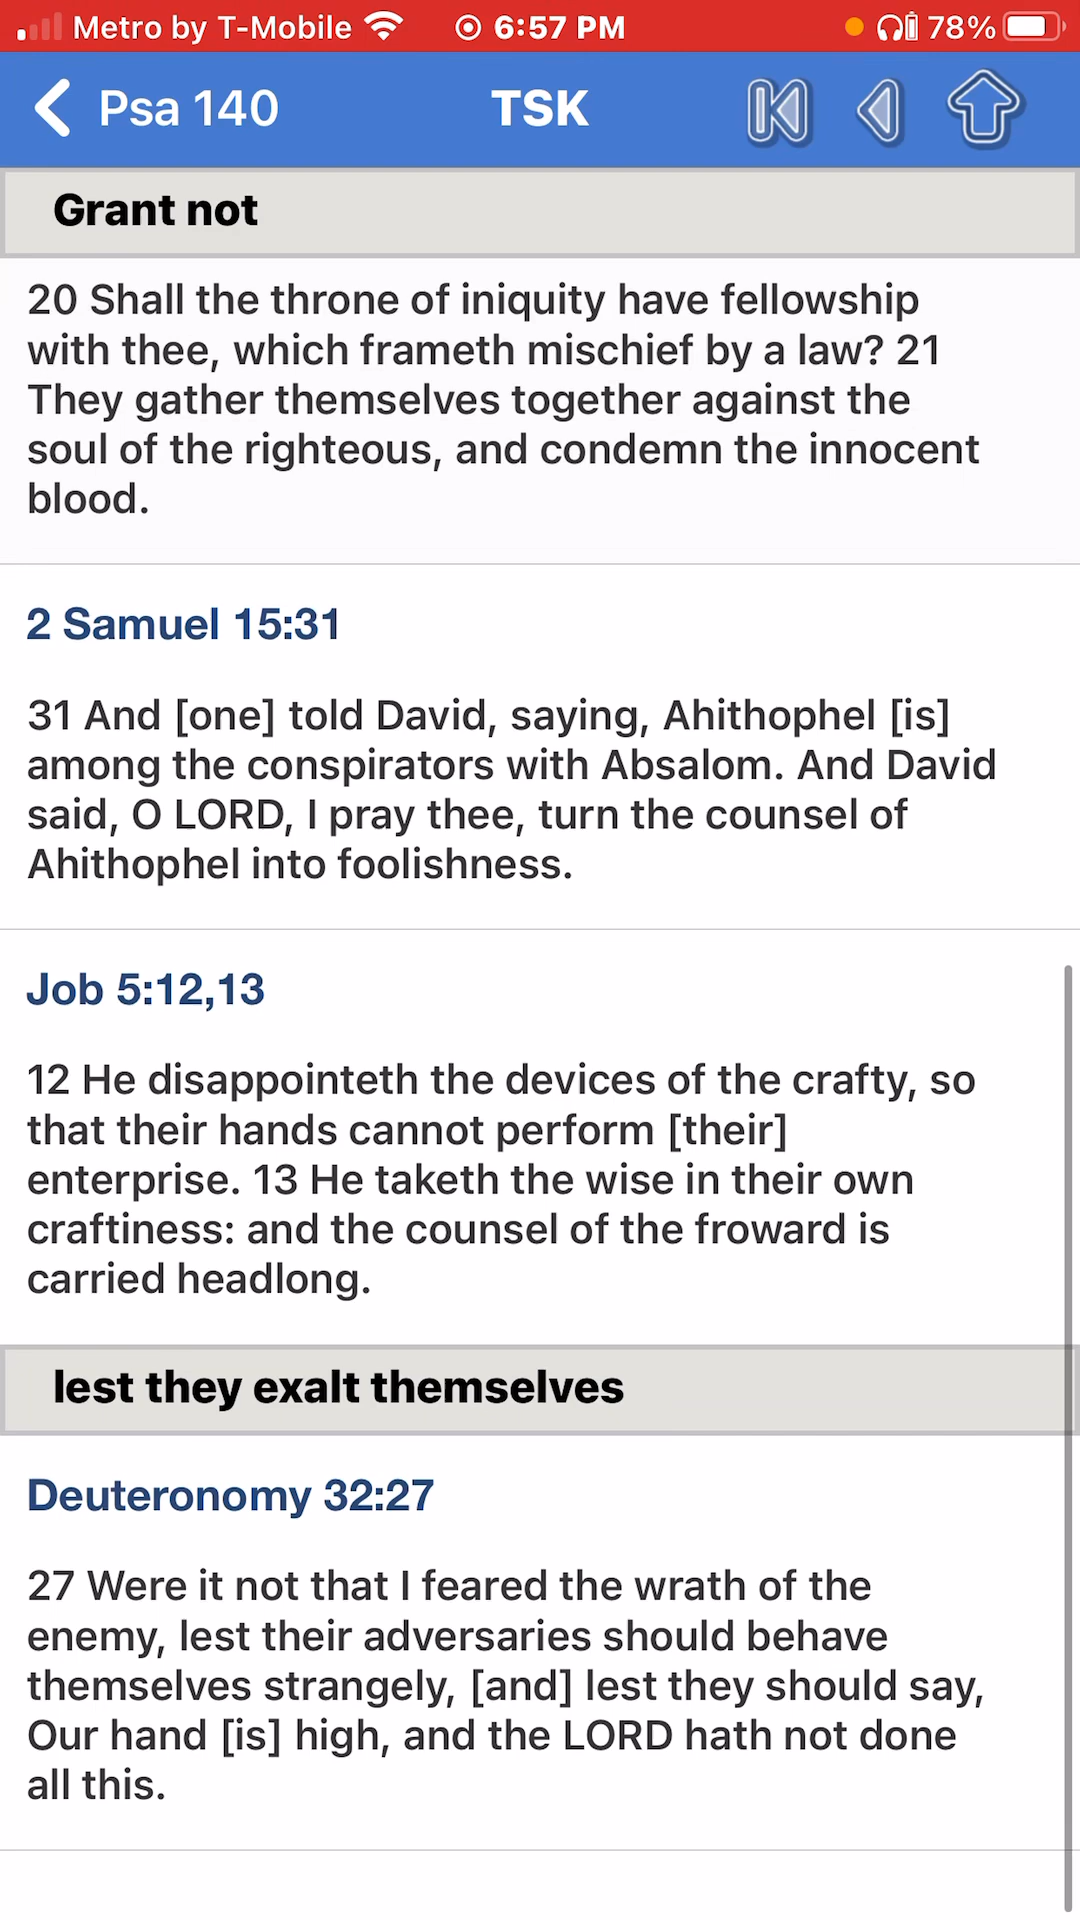 Metro by T-Mobile 6:57 PM 78%
Psa 140 TSK
Grant not
20 Shall the throne of iniquity have fellowship
with thee, which frameth mischief by a law? 21
They gather themselves together against the
soul of the righteous, and condemn the innocent
blood.
2 Samuel 15:31
31 And [one] told David, saying, Ahithophel [is]
among the conspirators with Absalom. And David
said, O LORD, I pray thee, turn the counsel of
Ahithophel into foolishness.
Job 5:12,13
12 He disappointeth the devices of the crafty, so
that their hands cannot perform [their]
enterprise. 13 He taketh the wise in their own
craftiness: and the counsel of the froward is
carried headlong.
lest they exalt themselves
Deuteronomy 32:27
27 Were it not that I feared the wrath of the
enemy, lest their adversaries should behave
themselves strangely, [and] lest they should say,
Our hand [is] high, and the LORD hath not done
all this.